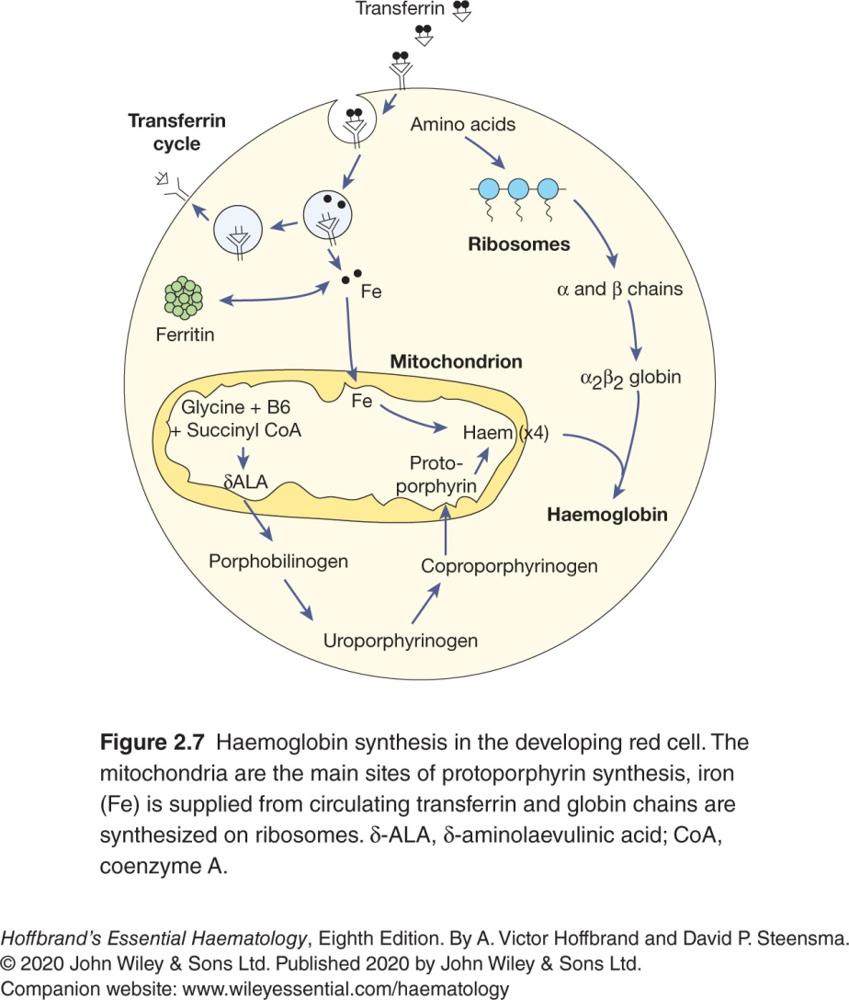 Transferrin
Transferrin
cycle
Amino acids
Ribosomes
α and β chains
Fe
Ferritin
Mitochondrion
α2β2 globin
Fe
Glycine + B6
+ Succinyl CoA
Haem (x4)
Proto-
porphyrin
δALA
Haemoglobin
Porphobilinogen
Coproporphyrinogen
Uroporphyrinogen
Figure 2.7 Haemoglobin synthesis in the developing red cell. The
mitochondria are the main sites of protoporphyrin synthesis, iron
(Fe) is supplied from circulating transferrin and globin chains are
synthesized on ribosomes. δ-ALA, δ-aminolaevulinic acid; CoA,
coenzyme A.
Hoffbrand's Essential Haematology, Eighth Edition. By A. Victor Hoffbrand and David P. Steensma.
© 2020 John Wiley & Sons Ltd. Published 2020 by John Wiley & Sons Ltd.
Companion website: www.wileyessential.com/haematology